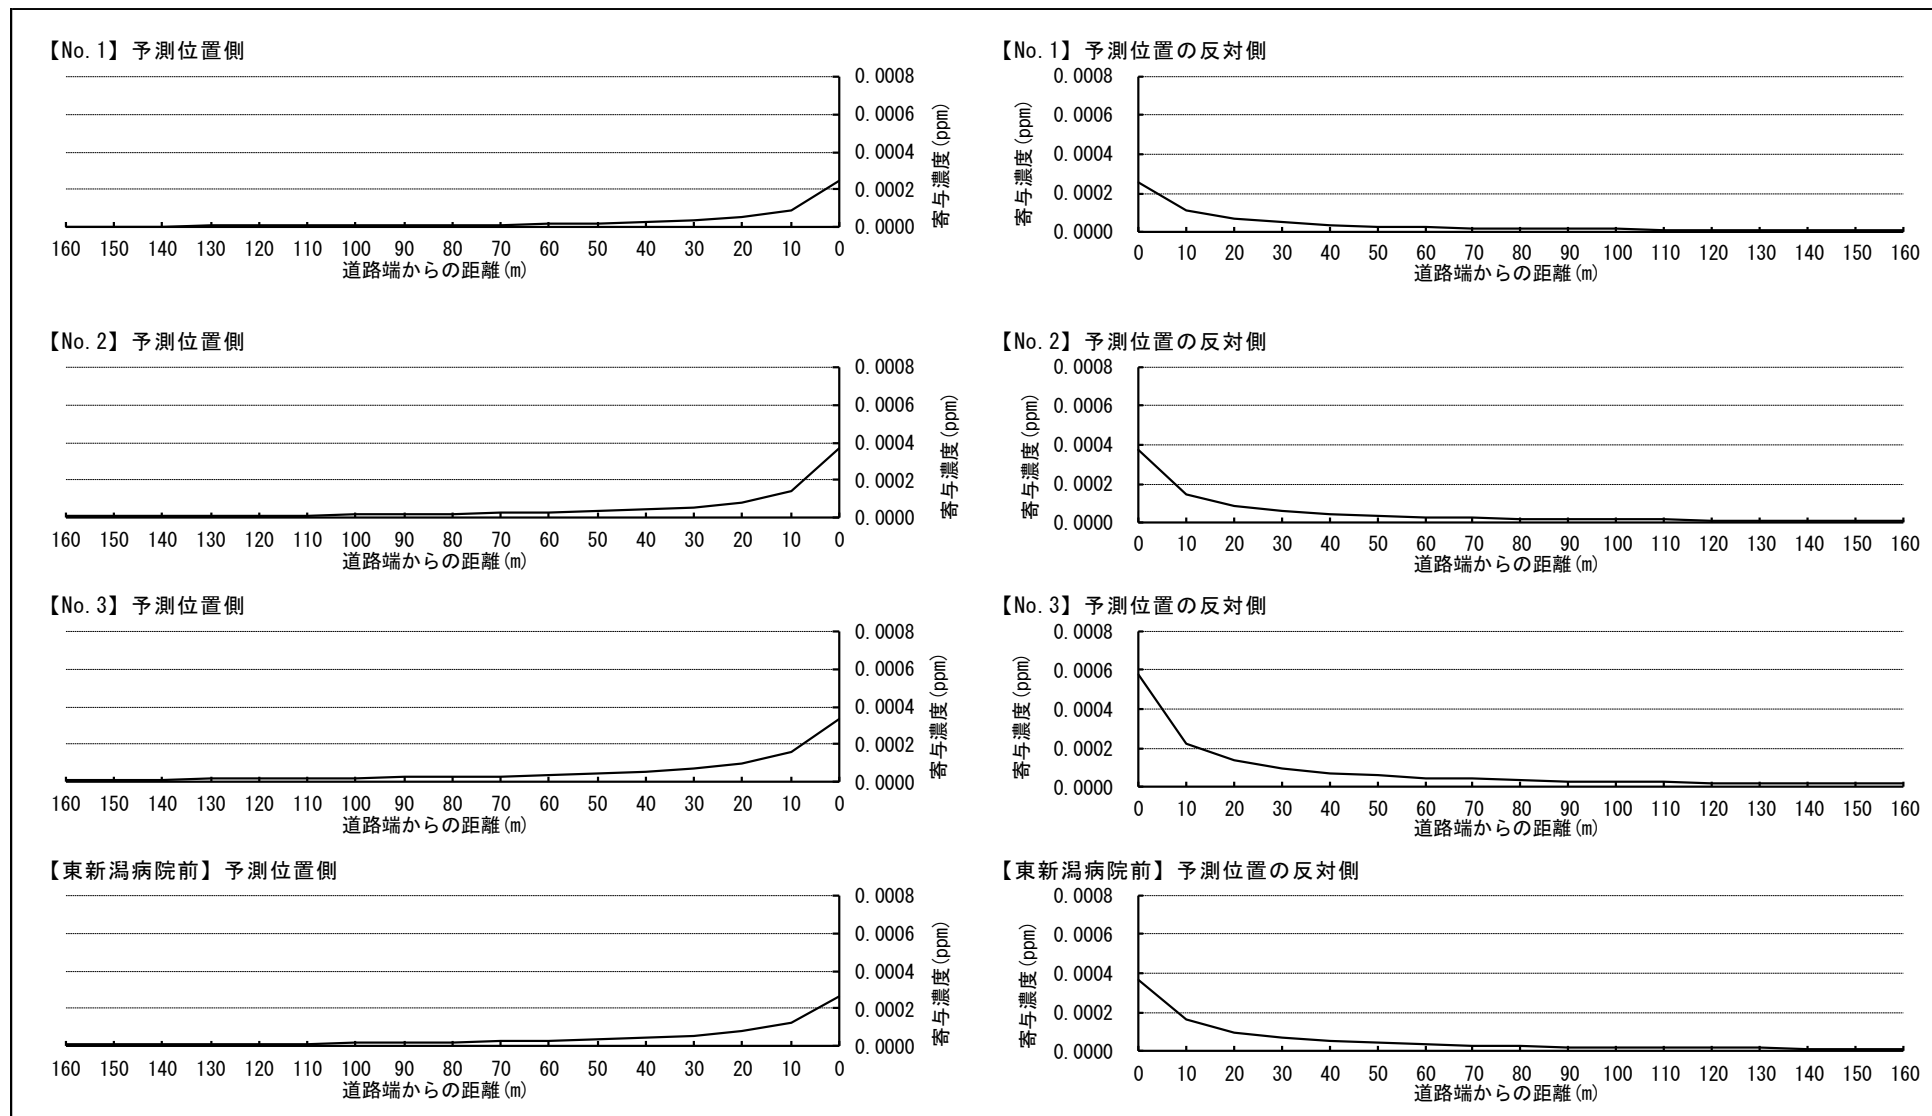 【No. 1】予測位置側
0.0008
0.0006
0.0004
0.0002
0.0000
寄与濃度(ppm)
160 150 140 130 120 110 100 90 80 70 60 50 40 30 20 10 0
道路端からの距離(m)
【No. 1】予測位置の反対側
0.0008
0.0006
0.0004
0.0002
0.0000
寄与濃度(ppm)
0 10 20 30 40 50 60 70 80 90 100 110 120 130 140 150 160
道路端からの距離(m)
【No. 2】予測位置側
0.0008
0.0006
0.0004
0.0002
0.0000
寄与濃度(ppm)
160 150 140 130 120 110 100 90 80 70 60 50 40 30 20 10 0
道路端からの距離(m)
【No. 2】予測位置の反対側
0.0008
0.0006
0.0004
0.0002
0.0000
寄与濃度(ppm)
0 10 20 30 40 50 60 70 80 90 100 110 120 130 140 150 160
道路端からの距離(m)
【No. 3】予測位置側
0.0008
0.0006
0.0004
0.0002
0.0000
寄与濃度(ppm)
160 150 140 130 120 110 100 90 80 70 60 50 40 30 20 10 0
道路端からの距離(m)
【No. 3】予測位置の反対側
0.0008
0.0006
0.0004
0.0002
0.0000
寄与濃度(ppm)
0 10 20 30 40 50 60 70 80 90 100 110 120 130 140 150 160
道路端からの距離(m)
【東新潟病院前】予測位置側
0.0008
0.0006
0.0004
0.0002
0.0000
寄与濃度(ppm)
160 150 140 130 120 110 100 90 80 70 60 50 40 30 20 10 0
道路端からの距離(m)
【東新潟病院前】予測位置の反対側
0.0008
0.0006
0.0004
0.0002
0.0000
寄与濃度(ppm)
0 10 20 30 40 50 60 70 80 90 100 110 120 130 140 150 160
道路端からの距離(m)